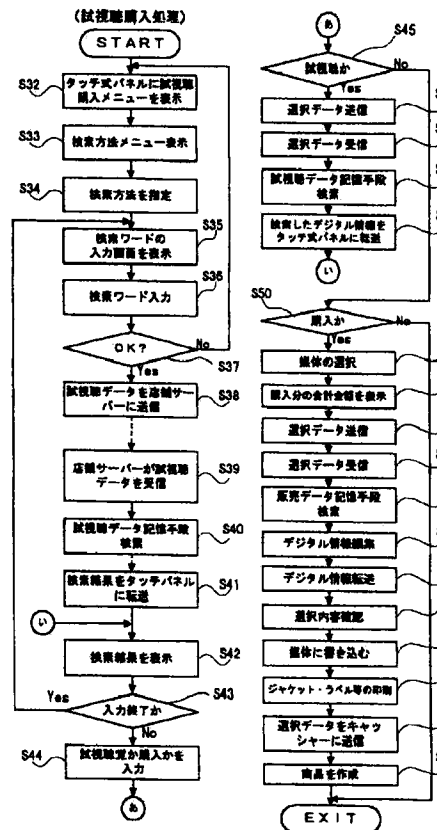 (試視聴購入処理)
START
S32
タッチ式パネルに試視聴
購入メニューを表示
S33
検索方法メニュー表示
S34
検索方法を指定
S35
検索ワードの
入力画面を表示
S36
検索ワード入力
OK?
No
S37
Yes
試視聴データを店舗サー
バーに送信
S38
店舗サーバーが試視聴
データを受信
S39
試視聴データ記憶手段
検索
S40
検索結果をタッチパネル
に転送
S41
い
検索結果を表示
S42
Yes
入力終了か
S43
No
S44
試視聴覚か購入かを
入力
あ
あ
S45
試視聴か
No
Yes
選択データ送信
選択データ受信
試視聴データ記憶手段
検索
検索したデジタル情報を
タッチ式パネルに転送
い
S50
購入か
No
Yes
媒体の選択
購入分の合計金額を表示
選択データ送信
選択データ受信
販売データ記憶手段
検索
デジタル情報編集
デジタル情報転送
選択内容確認
媒体に書き込む
ジャケット・ラベル等の印刷
選択データをキャッ
シャーに送信
商品を作成
EXIT